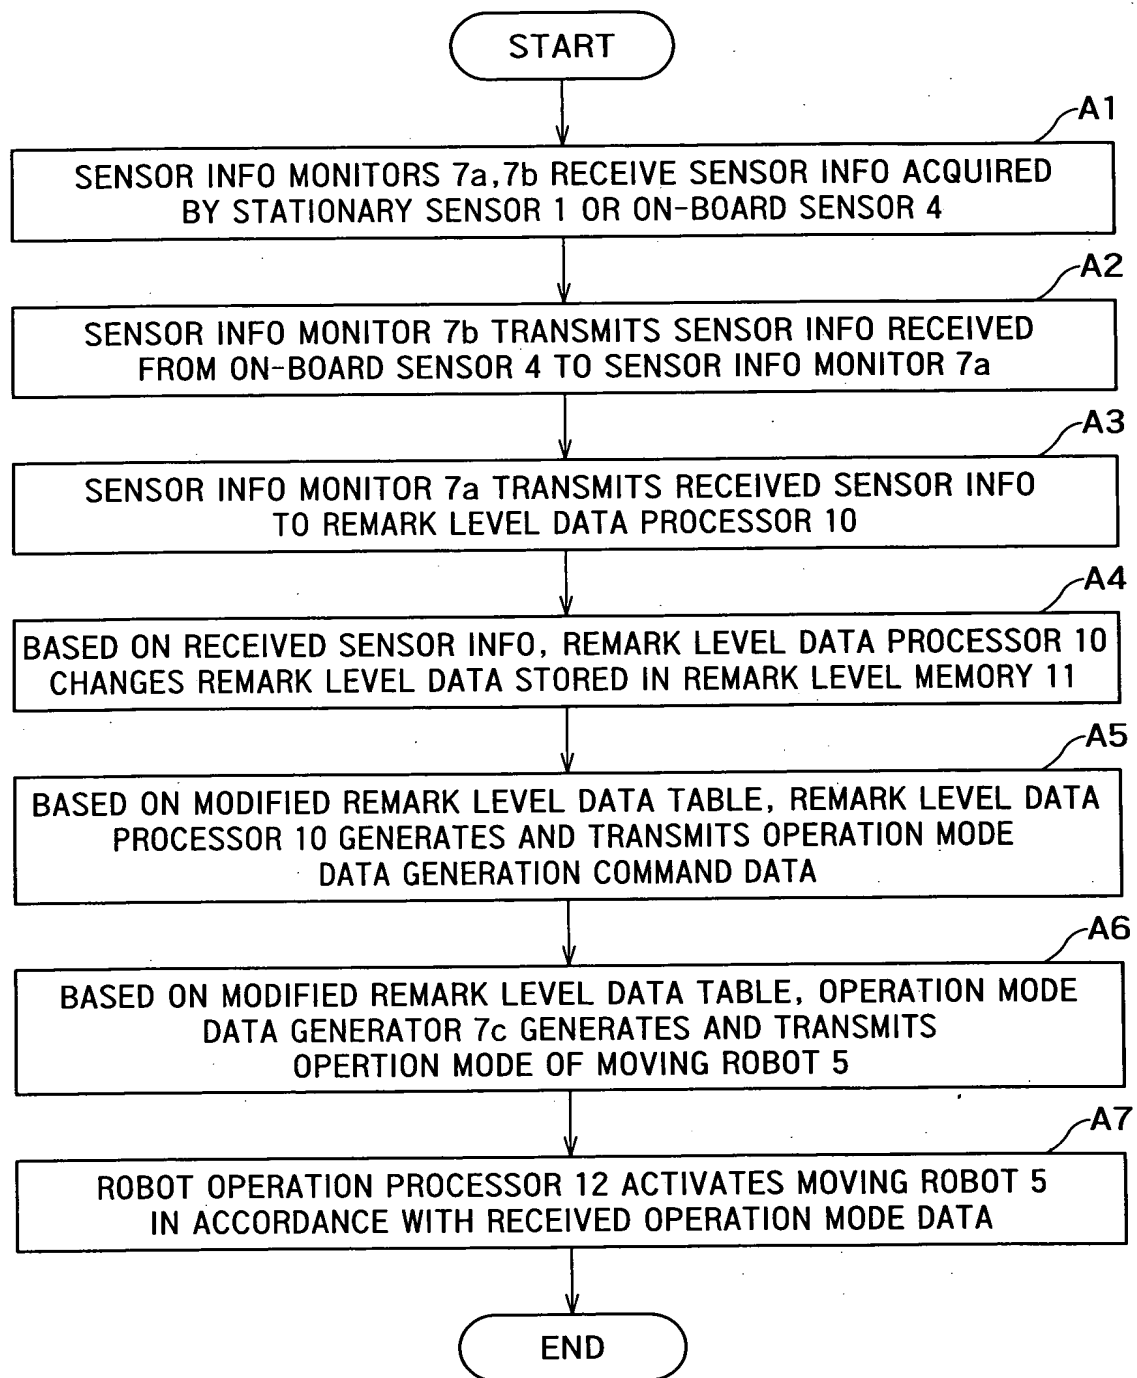 START
A1
SENSOR INFO MONITORS 7a,7b RECEIVE SENSOR INFO ACQUIRED
BY STATIONARY SENSOR 1 OR ON-BOARD SENSOR 4
A2
SENSOR INFO MONITOR 7b TRANSMITS SENSOR INFO RECEIVED
FROM ON-BOARD SENSOR 4 TO SENSOR INFO MONITOR 7a
A3
SENSOR INFO MONITOR 7a TRANSMITS RECEIVED SENSOR INFO
TO REMARK LEVEL DATA PROCESSOR 10
A4
BASED ON RECEIVED SENSOR INFO, REMARK LEVEL DATA PROCESSOR 10
CHANGES REMARK LEVEL DATA STORED IN REMARK LEVEL MEMORY 11
A5
BASED ON MODIFIED REMARK LEVEL DATA TABLE, REMARK LEVEL DATA
PROCESSOR 10 GENERATES AND TRANSMITS OPERATION MODE
DATA GENERATION COMMAND DATA
A6
BASED ON MODIFIED REMARK LEVEL DATA TABLE, OPERATION MODE
DATA GENERATOR 7c GENERATES AND TRANSMITS
OPERTION MODE OF MOVING ROBOT 5
A7
ROBOT OPERATION PROCESSOR 12 ACTIVATES MOVING ROBOT 5
IN ACCORDANCE WITH RECEIVED OPERATION MODE DATA
END